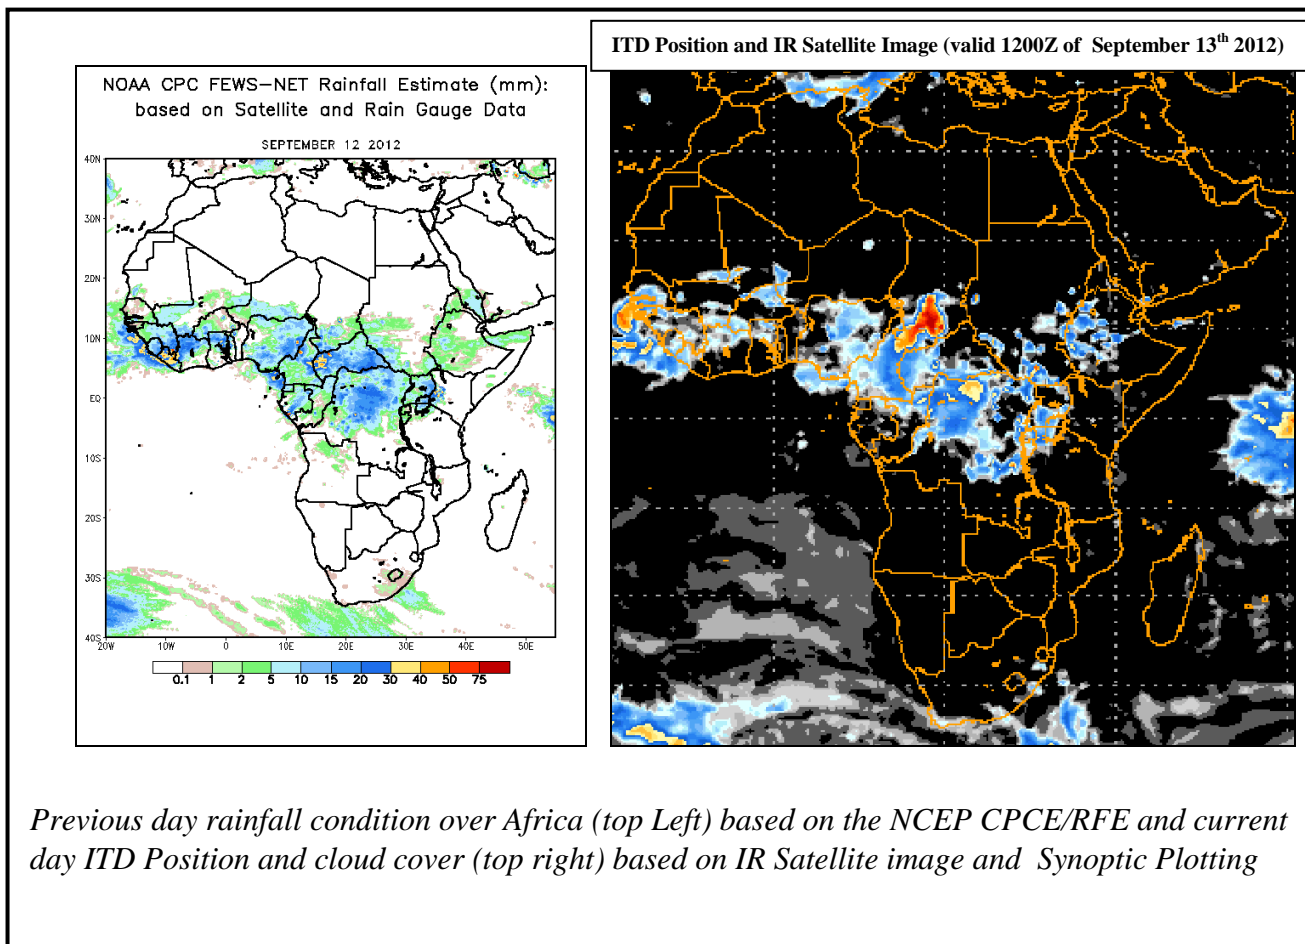 ITD Position and IR Satellite Image (valid 1200Z of September 13th 2012)
NOAA CPC FEWS-NET Rainfall Estimate (mm):
based on Satellite and Rain Gauge Data
SEPTEMBER 12 2012
40N
30N
20N
10N
EQ
10S
20S
30S
40S
20W 10W 0 10E 20E 30E 40E 50E
0.1 1 2 5 10 15 20 30 40 50 75
Previous day rainfall condition over Africa (top Left) based on the NCEP CPCE/RFE and current
day ITD Position and cloud cover (top right) based on IR Satellite image and Synoptic Plotting